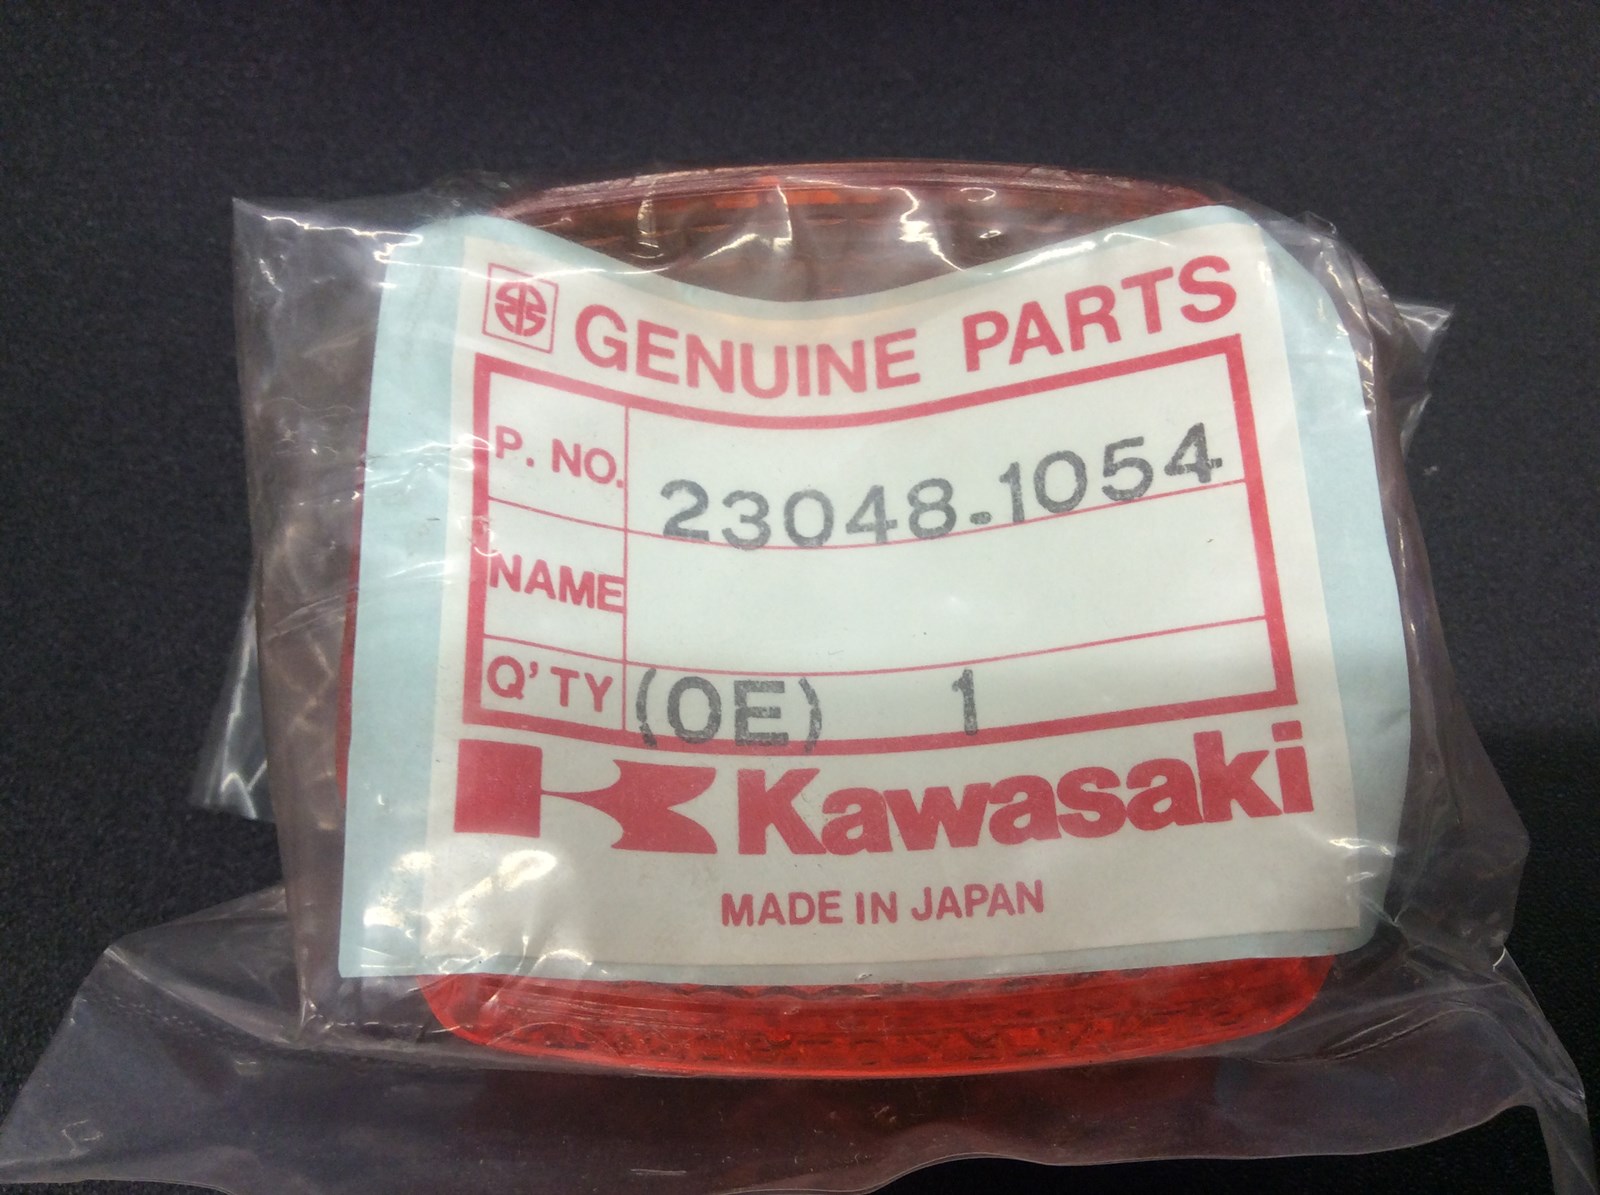 GENUINE PARTS
P. NO. 23048-1054
NAME
Q'TY (OE) 1
Kawasaki
MADE IN JAPAN